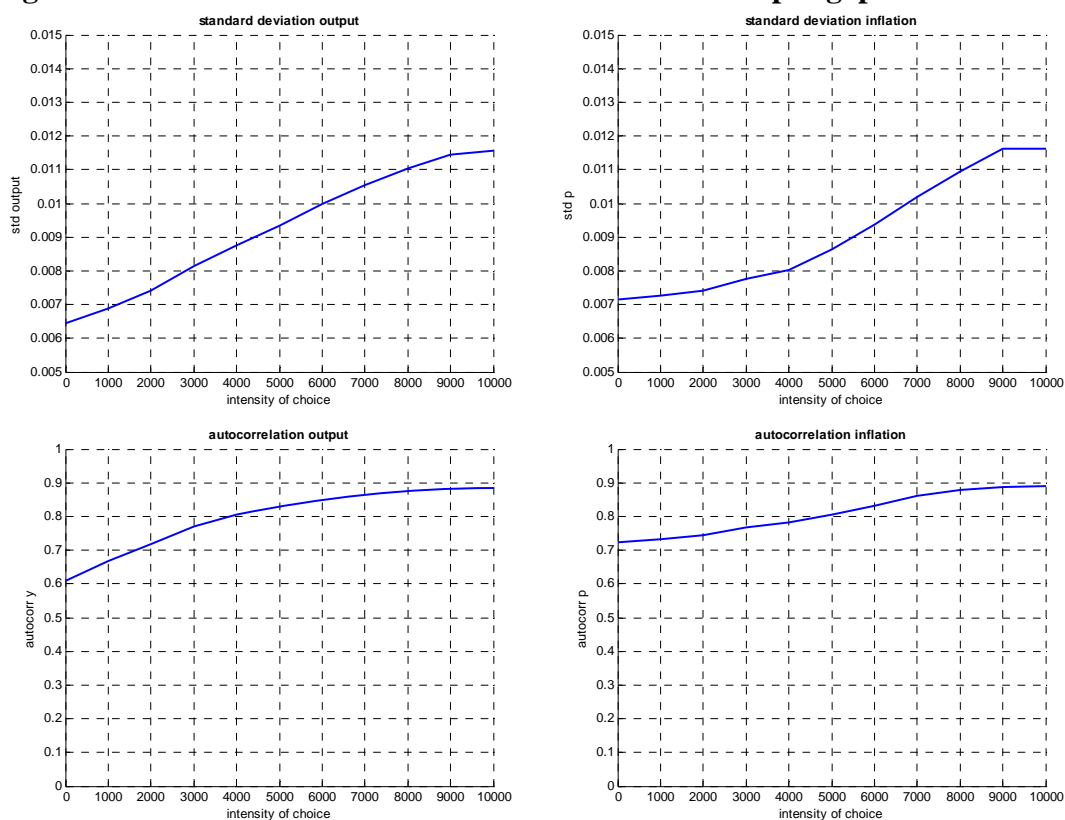 standard deviation output
0.015
0.014
0.013
0.012
0.011
0.01
0.009
0.008
0.007
0.006
0.005
std output
0 1000 2000 3000 4000 5000 6000 7000 8000 9000 10000
intensity of choice
standard deviation inflation
0.015
0.014
0.013
0.012
0.011
0.01
0.009
0.008
0.007
0.006
0.005
std p
0 1000 2000 3000 4000 5000 6000 7000 8000 9000 10000
intensity of choice
autocorrelation output
1
0.9
0.8
0.7
0.6
0.5
0.4
0.3
0.2
0.1
0
autocorr y
0 1000 2000 3000 4000 5000 6000 7000 8000 9000 10000
intensity of choice
autocorrelation inflation
1
0.9
0.8
0.7
0.6
0.5
0.4
0.3
0.2
0.1
0
autocorr p
0 1000 2000 3000 4000 5000 6000 7000 8000 9000 10000
intensity of choice